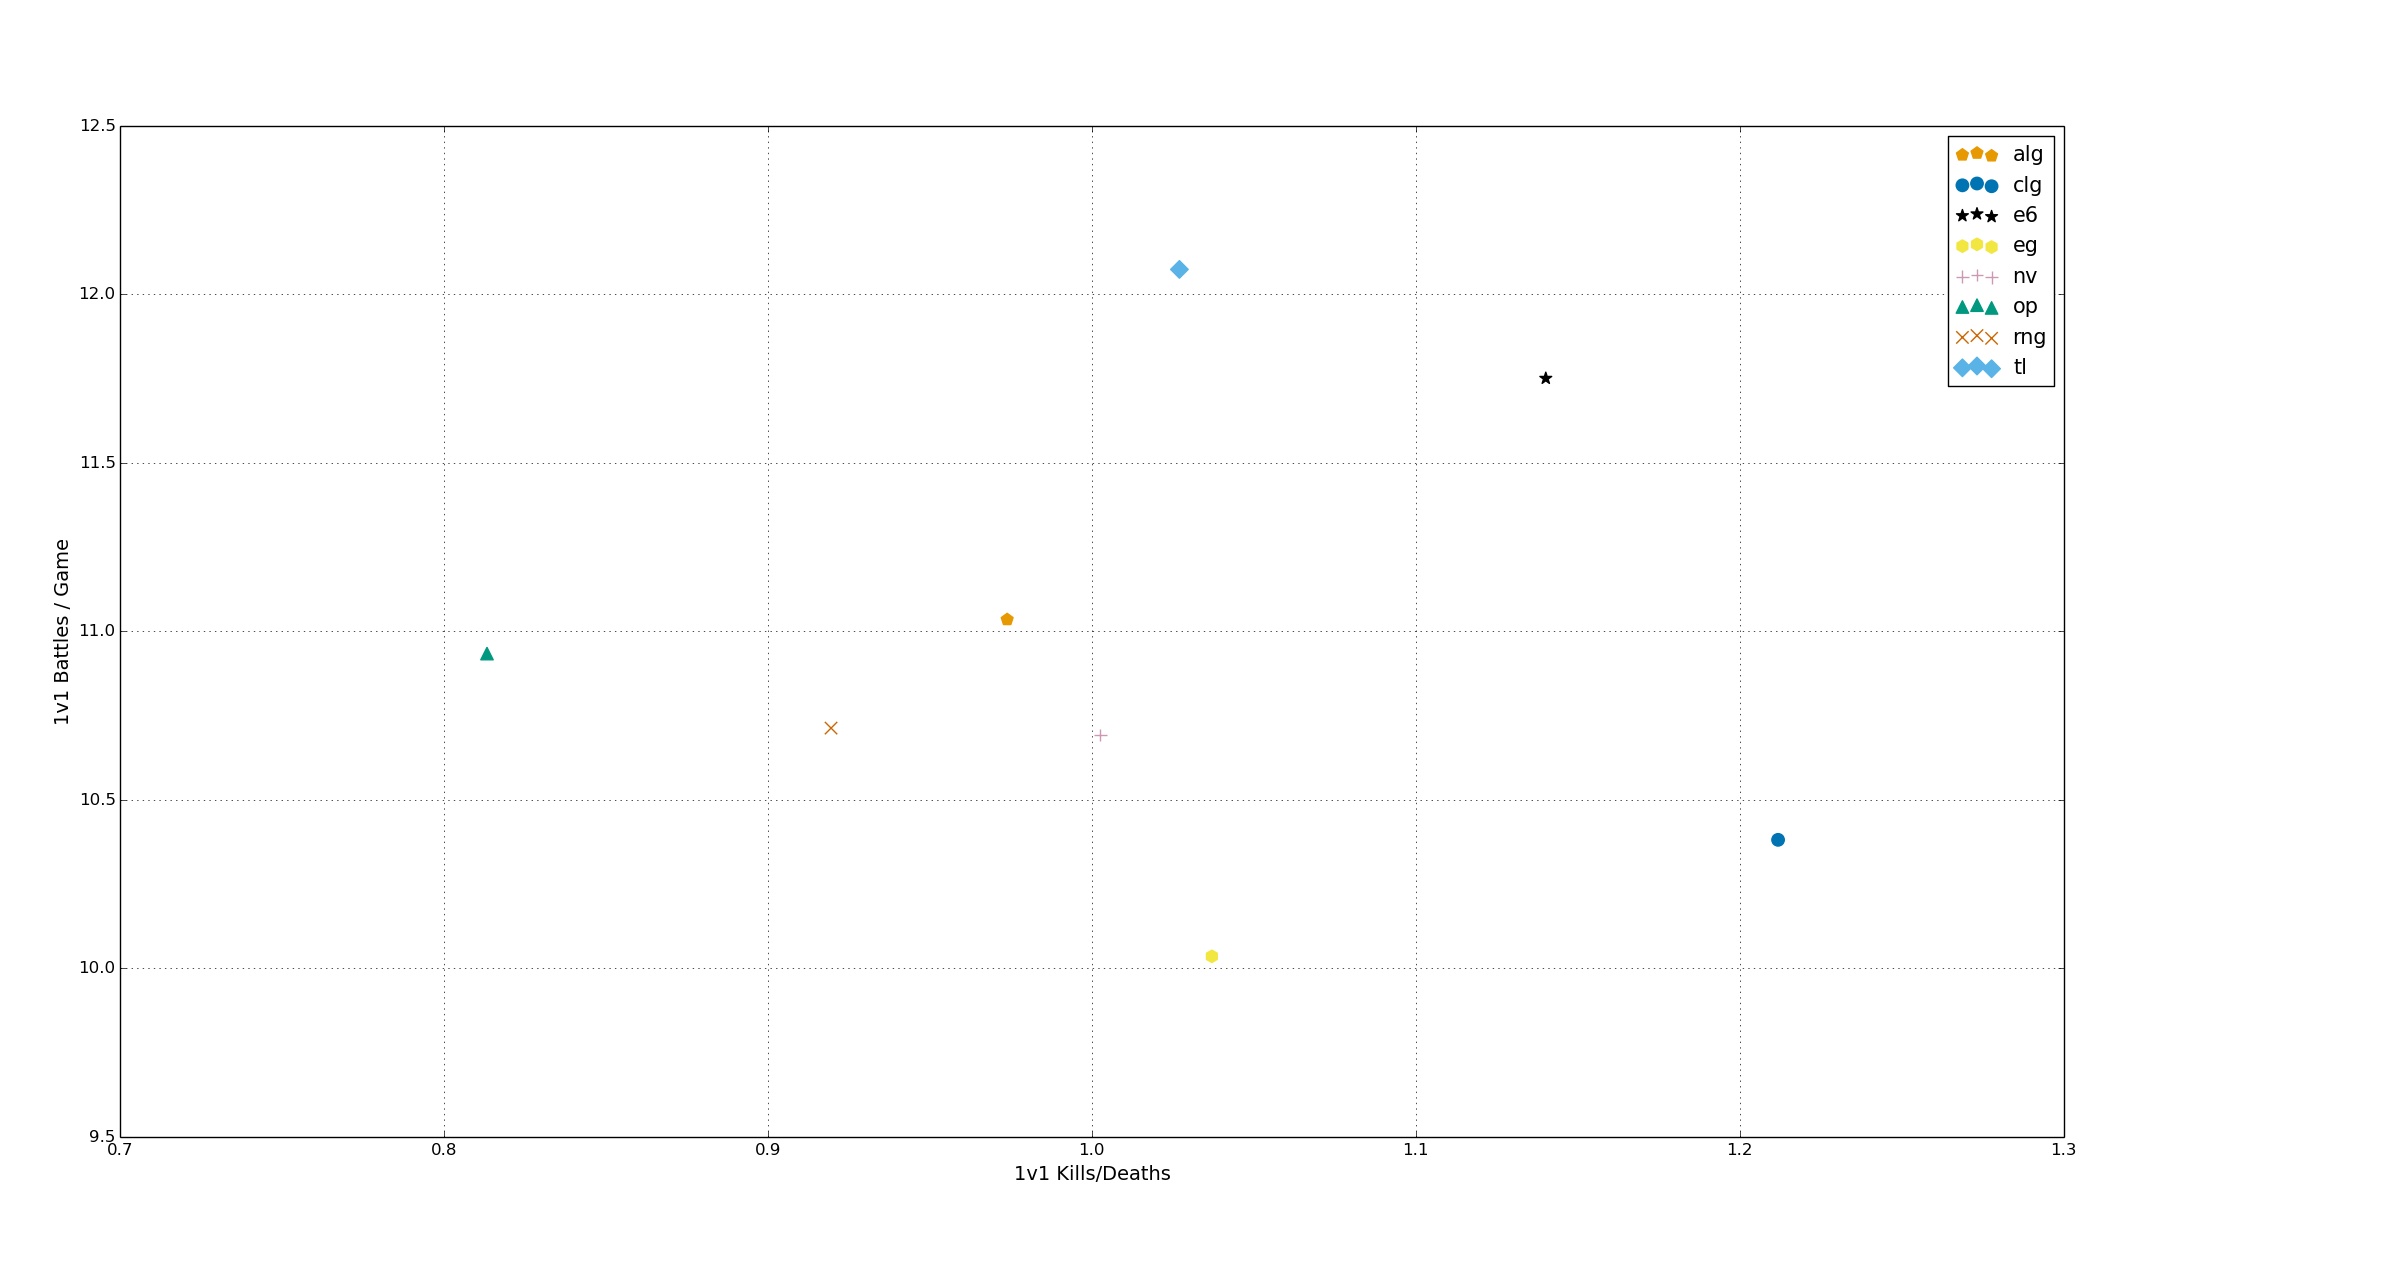 12.5
12.0
11.5
11.0
10.5
10.0
9.5
1v1 Battles / Game
0.7
0.8
0.9
1.0
1.1
1.2
1.3
1v1 Kills/Deaths
alg
clg
e6
eg
nv
op
rng
tl